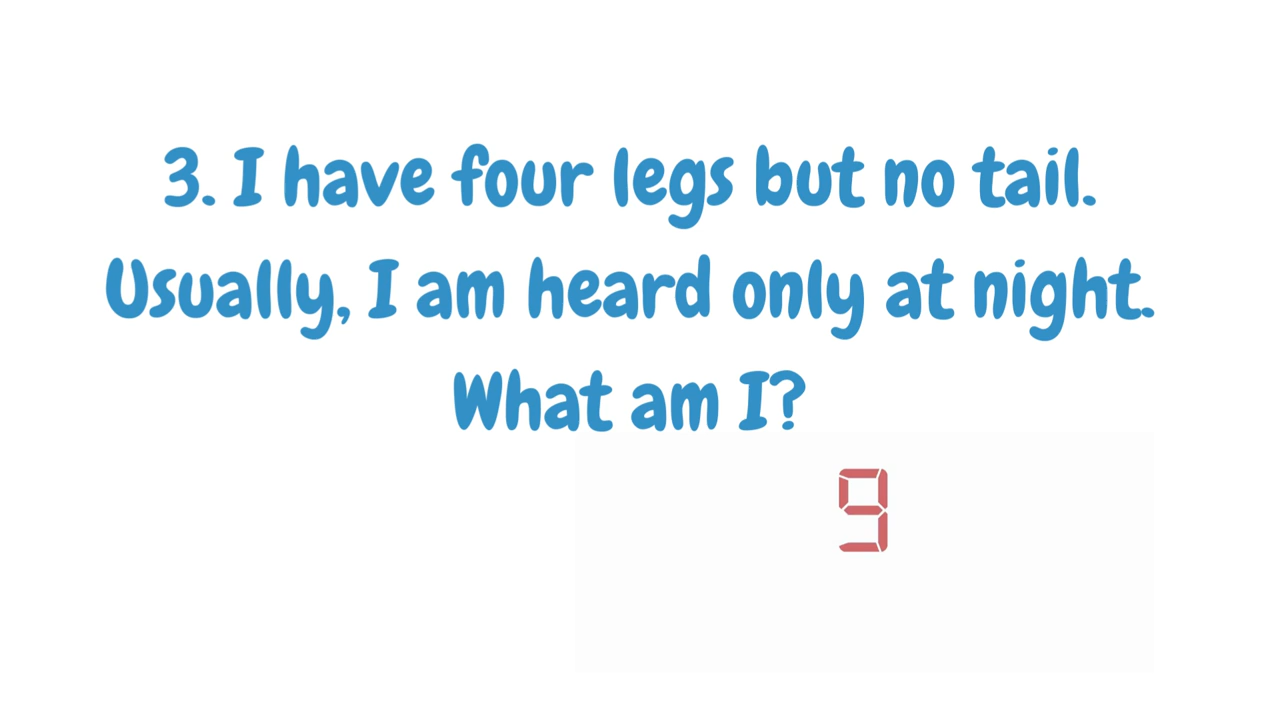 3. I have four legs but no tail.
Usually, I am heard only at night.
What am I?
9